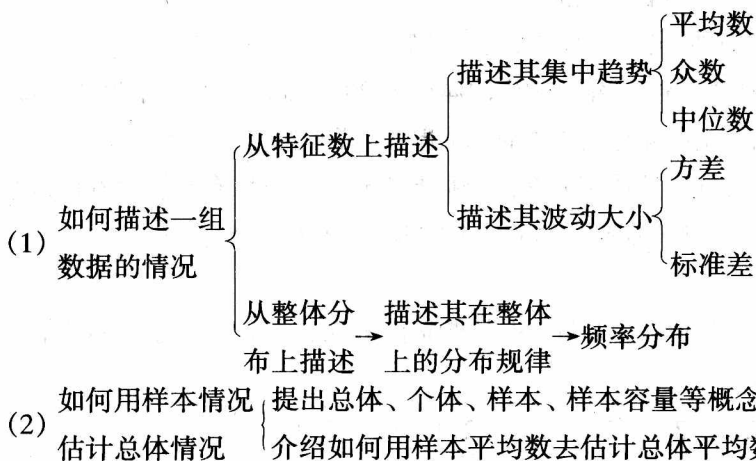 平均数
描述其集中趋势
众数
中位数
从特征数上描述
方差
描述其波动大小
标准差
(1) 如何描述一组
数据的情况
从整体分
布上描述
→
描述其在整体
上的分布规律
→频率分布
(2) 如何用样本情况
估计总体情况
提出总体、个体、样本、样本容量等概念
介绍如何用样本平均数去估计总体平均